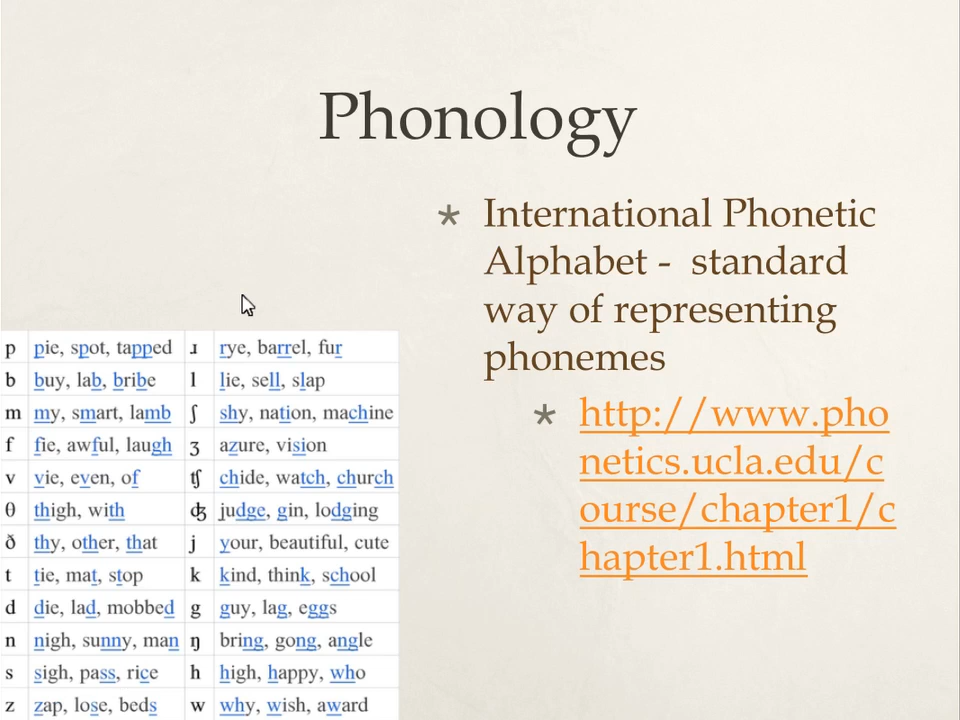 Phonology
International Phonetic
Alphabet - standard
way of representing
phonemes
http://www.pho
netics.ucla.edu/c
ourse/chapter1/c
hapter1.html
p pie, spot, tapped ɹ rye, barrel, fur
b buy, lab, bribe l lie, sell, slap
m my, smart, lamb ʃ shy, nation, machine
f fie, awful, laugh ʒ azure, vision
v vie, even, of ʧ chide, watch, church
θ thigh, with ʤ judge, gin, lodging
ð thy, other, that j your, beautiful, cute
t tie, mat, stop k kind, think, school
d die, lad, mobbed g guy, lag, eggs
n nigh, sunny, man ŋ bring, gong, angle
s sigh, pass, rice h high, happy, who
z zap, lose, beds w why, wish, award